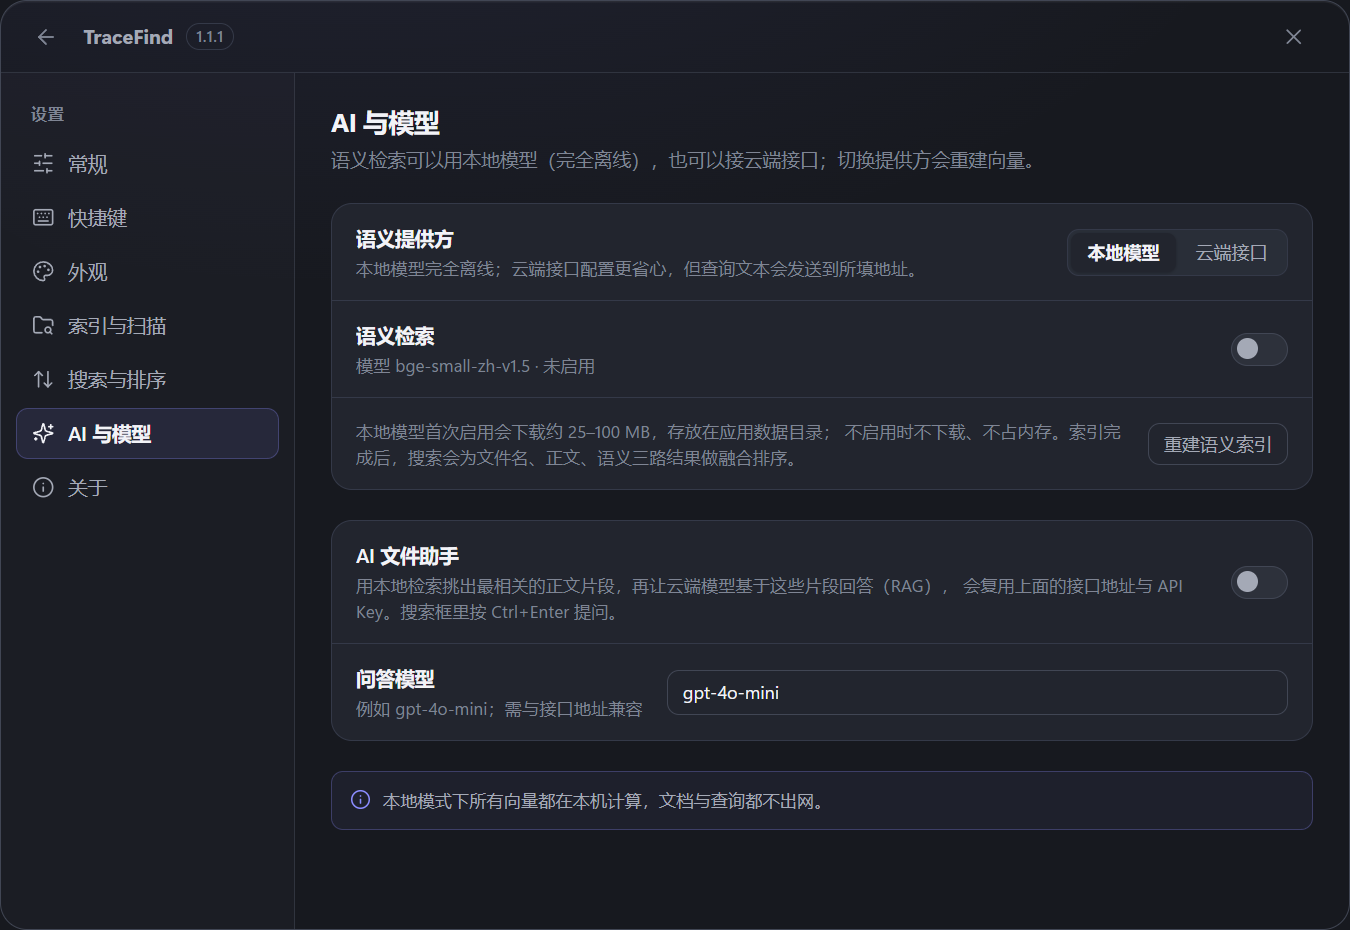 TraceFind 1.1.1
设置
常规
快捷键
外观
索引与扫描
搜索与排序
AI 与模型
关于
AI 与模型
语义检索可以用本地模型（完全离线），也可以接云端接口；切换提供方会重建向量。
语义提供方
本地模型完全离线；云端接口配置更省心，但查询文本会发送到所填地址。
本地模型 云端接口
语义检索
模型 bge-small-zh-v1.5 · 未启用
本地模型首次启用会下载约 25–100 MB，存放在应用数据目录； 不启用时不下载、不占内存。索引完
成后，搜索会为文件名、正文、语义三路结果做融合排序。
重建语义索引
AI 文件助手
用本地检索挑出最相关的正文片段，再让云端模型基于这些片段回答（RAG）， 会复用上面的接口地址与 API
Key。搜索框里按 Ctrl+Enter 提问。
问答模型
例如 gpt-4o-mini；需与接口地址兼容
gpt-4o-mini
本地模式下所有向量都在本机计算，文档与查询都不出网。